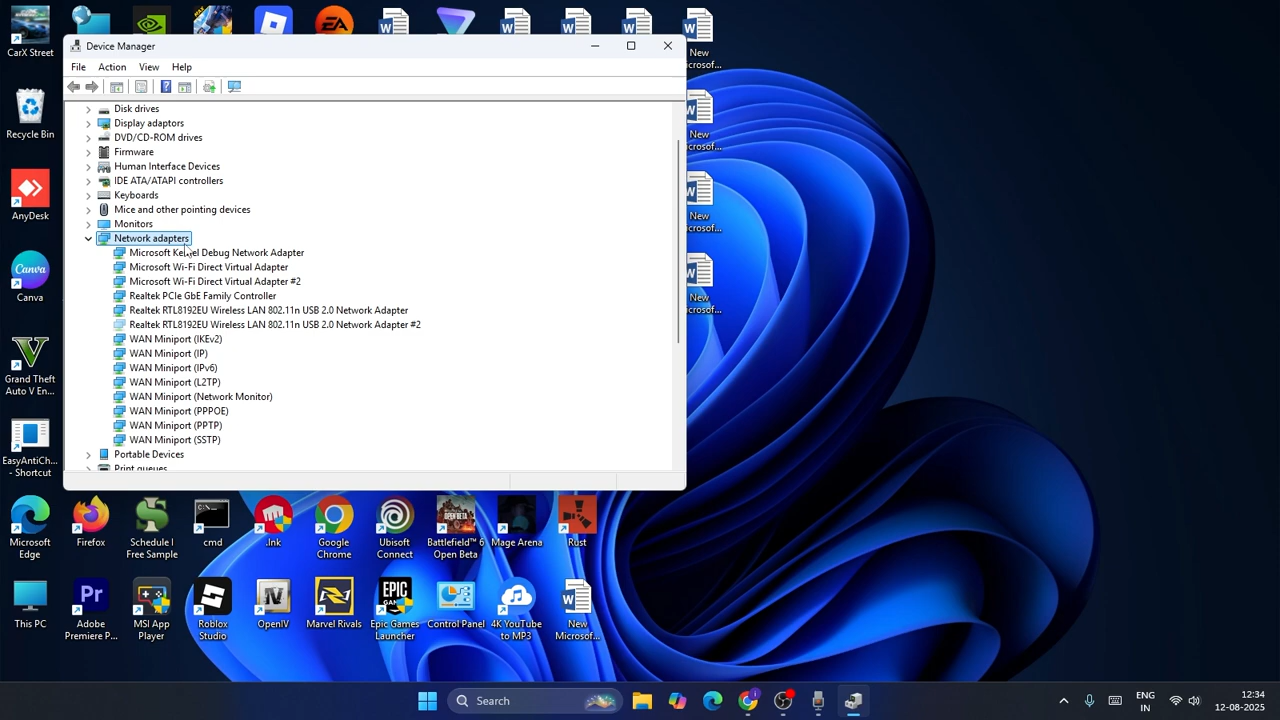 CarX Street
Recycle Bin
AnyDesk
Canva
Grand Theft
Auto V En...
EasyAntiCh...
- Shortcut
Device Manager
File Action View Help
Disk drives
Display adaptors
DVD/CD-ROM drives
Firmware
Human Interface Devices
IDE ATA/ATAPI controllers
Keyboards
Mice and other pointing devices
Monitors
Network adapters
Microsoft Kernel Debug Network Adapter
Microsoft Wi-Fi Direct Virtual Adapter
Microsoft Wi-Fi Direct Virtual Adapter #2
Realtek PCIe GbE Family Controller
Realtek RTL8192EU Wireless LAN 802.11n USB 2.0 Network Adapter
Realtek RTL8192EU Wireless LAN 802.11n USB 2.0 Network Adapter #2
WAN Miniport (IKEv2)
WAN Miniport (IP)
WAN Miniport (IPv6)
WAN Miniport (L2TP)
WAN Miniport (Network Monitor)
WAN Miniport (PPPOE)
WAN Miniport (PPTP)
WAN Miniport (SSTP)
Portable Devices
Print queues
New
Microsof...
New
Microsof...
New
icrosof...
New
icrosof...
Microsoft
Edge
Firefox
Schedule I
Free Sample
cmd
.lnk
Google
Chrome
Ubisoft
Connect
Battlefield™ 6
Open Beta
Mage Arena
Rust
This PC
Adobe
Premiere P...
MSI App
Player
Roblox
Studio
OpenIV
Marvel Rivals
Epic Games
Launcher
Control Panel
4K YouTube
to MP3
New
Microsof...
Search
ENG
IN
12:34
12-08-2025